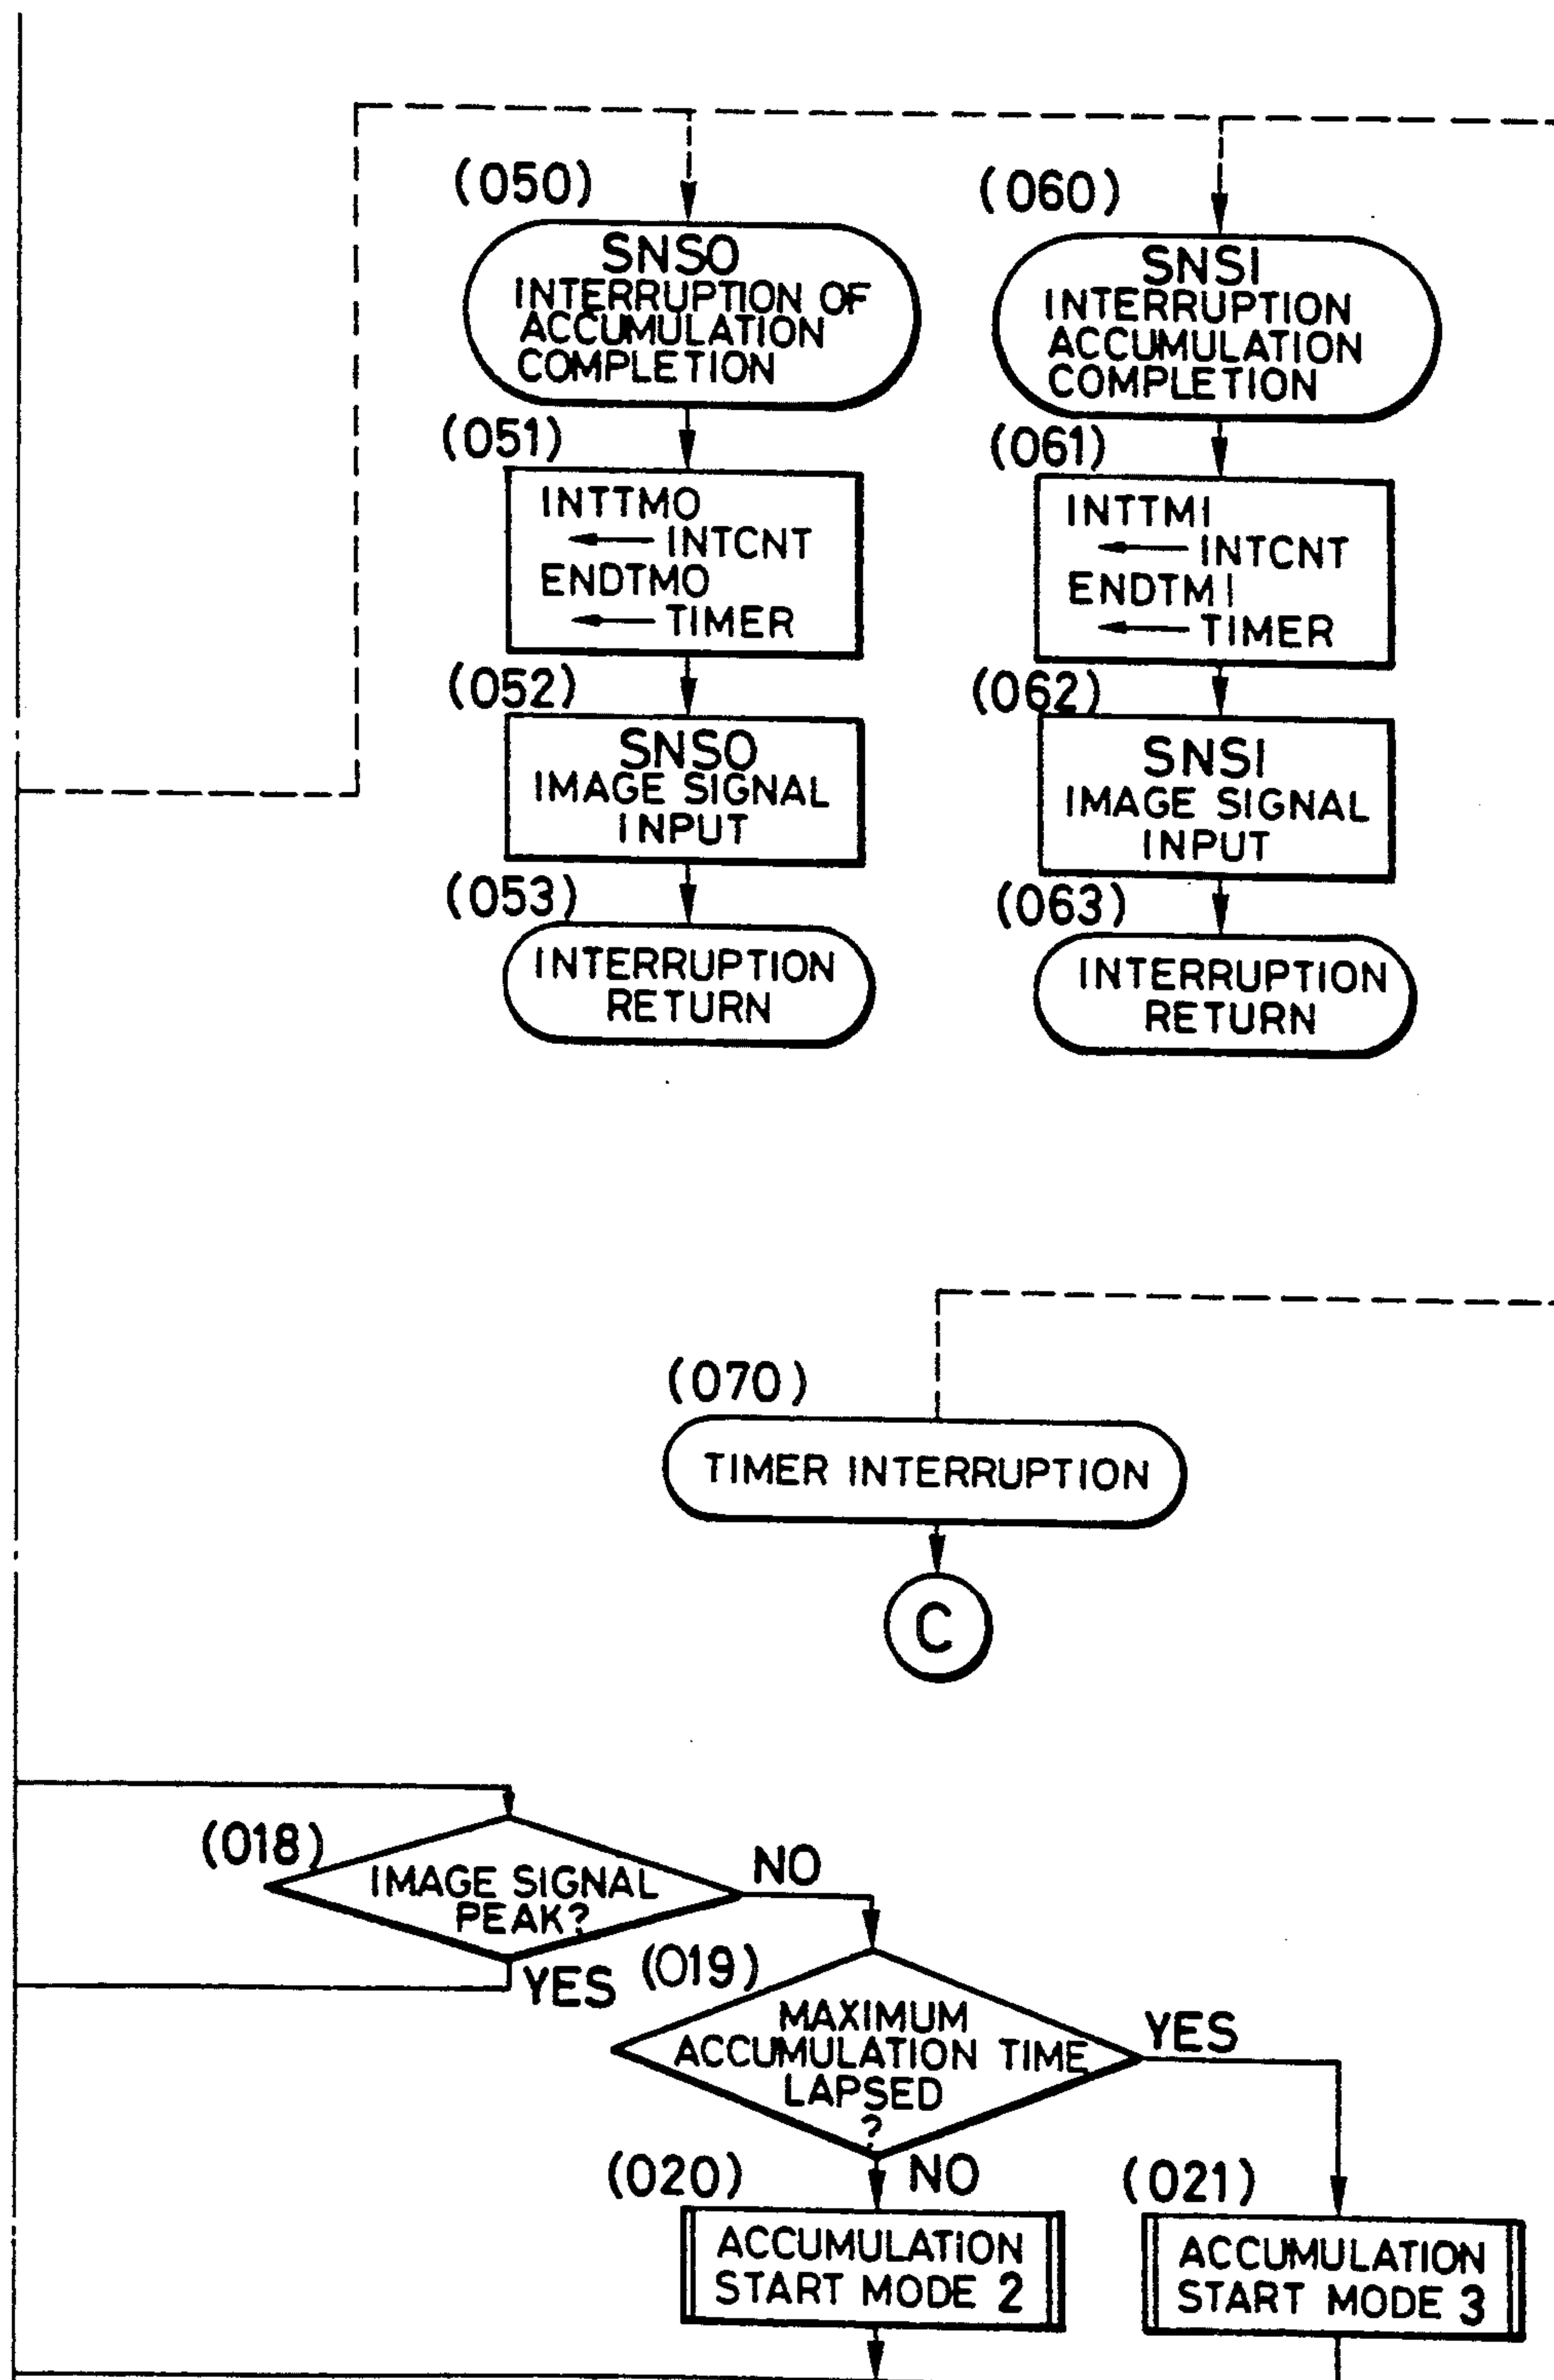 (050)
SNSO
INTERRUPTION OF
ACCUMULATION
COMPLETION
(051)
INTTMO
← INTCNT
ENDTMO
← TIMER
(052)
SNSO
IMAGE SIGNAL
INPUT
(053)
INTERRUPTION
RETURN
(060)
SNSI
INTERRUPTION
ACCUMULATION
COMPLETION
(061)
INTTMI
← INTCNT
ENDTMI
← TIMER
(062)
SNSI
IMAGE SIGNAL
INPUT
(063)
INTERRUPTION
RETURN
(070)
TIMER INTERRUPTION
C
(018)
IMAGE SIGNAL
PEAK?
NO
YES
(019)
MAXIMUM
ACCUMULATION TIME
LAPSED
?
YES
NO
(020)
ACCUMULATION
START MODE 2
(021)
ACCUMULATION
START MODE 3